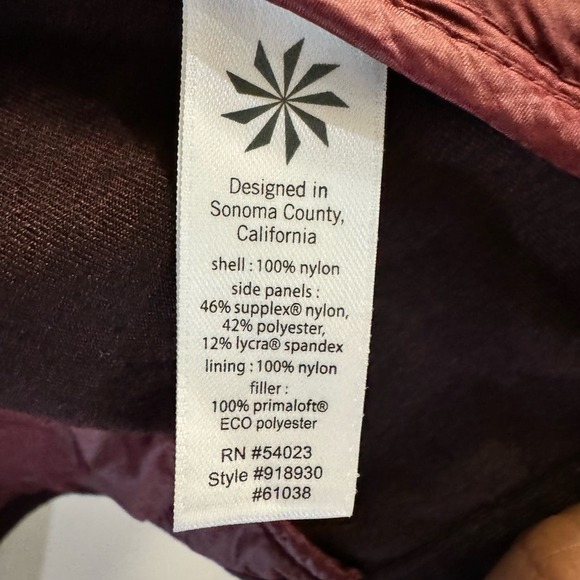 Designed in
Sonoma County,
California
shell : 100% nylon
side panels :
46% supplex® nylon,
42% polyester,
12% lycra® spandex
lining : 100% nylon
filler :
100% primaloft®
ECO polyester
RN #54023
Style #918930
#61038